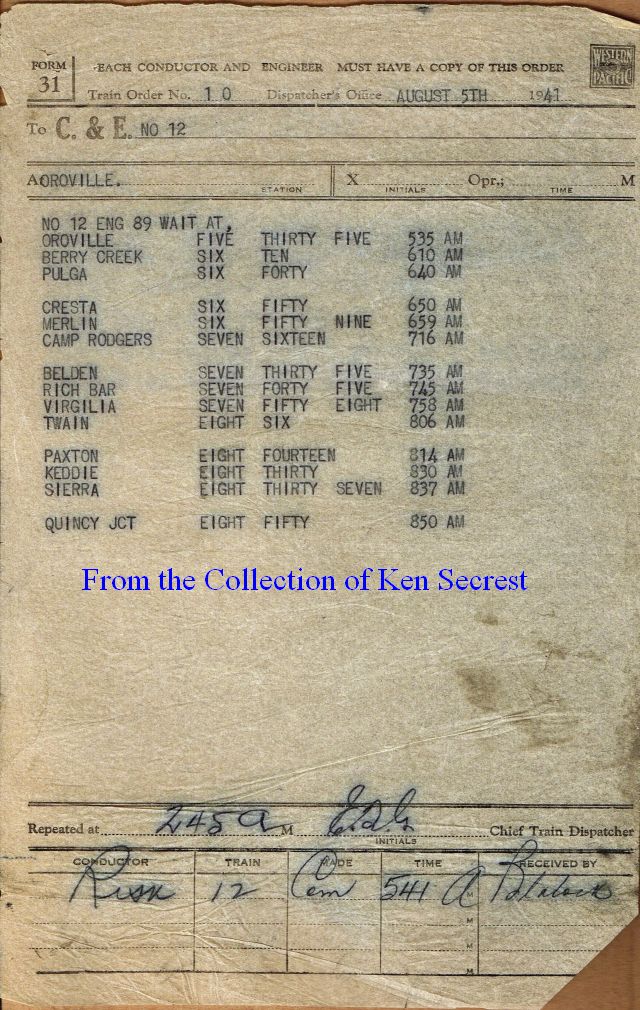 FORM 31
EACH CONDUCTOR AND ENGINEER MUST HAVE A COPY OF THIS ORDER
WESTERN PACIFIC
Train Order No. 10 Dispatcher's Office AUGUST 5TH 1941
To C. & E. NO 12
A OROVILLE. X Opr.; M
STATION INITIALS TIME
NO 12 ENG 89 WAIT AT,
OROVILLE FIVE THIRTY FIVE 535 AM
BERRY CREEK SIX TEN 610 AM
PULGA SIX FORTY 640 AM
CRESTA SIX FIFTY 650 AM
MERLIN SIX FIFTY NINE 659 AM
CAMP RODGERS SEVEN SIXTEEN 716 AM
BELDEN SEVEN THIRTY FIVE 735 AM
RICH BAR SEVEN FORTY FIVE 745 AM
VIRGILIA SEVEN FIFTY EIGHT 758 AM
TWAIN EIGHT SIX 806 AM
PAXTON EIGHT FOURTEEN 814 AM
KEDDIE EIGHT THIRTY 830 AM
SIERRA EIGHT THIRTY SEVEN 837 AM
QUINCY JCT EIGHT FIFTY 850 AM
From the Collection of Ken Secrest
Repeated at 245 A M Chief Train Dispatcher
INITIALS
CONDUCTOR TRAIN MADE TIME RECEIVED BY
12 Com 541 A
M
M
M